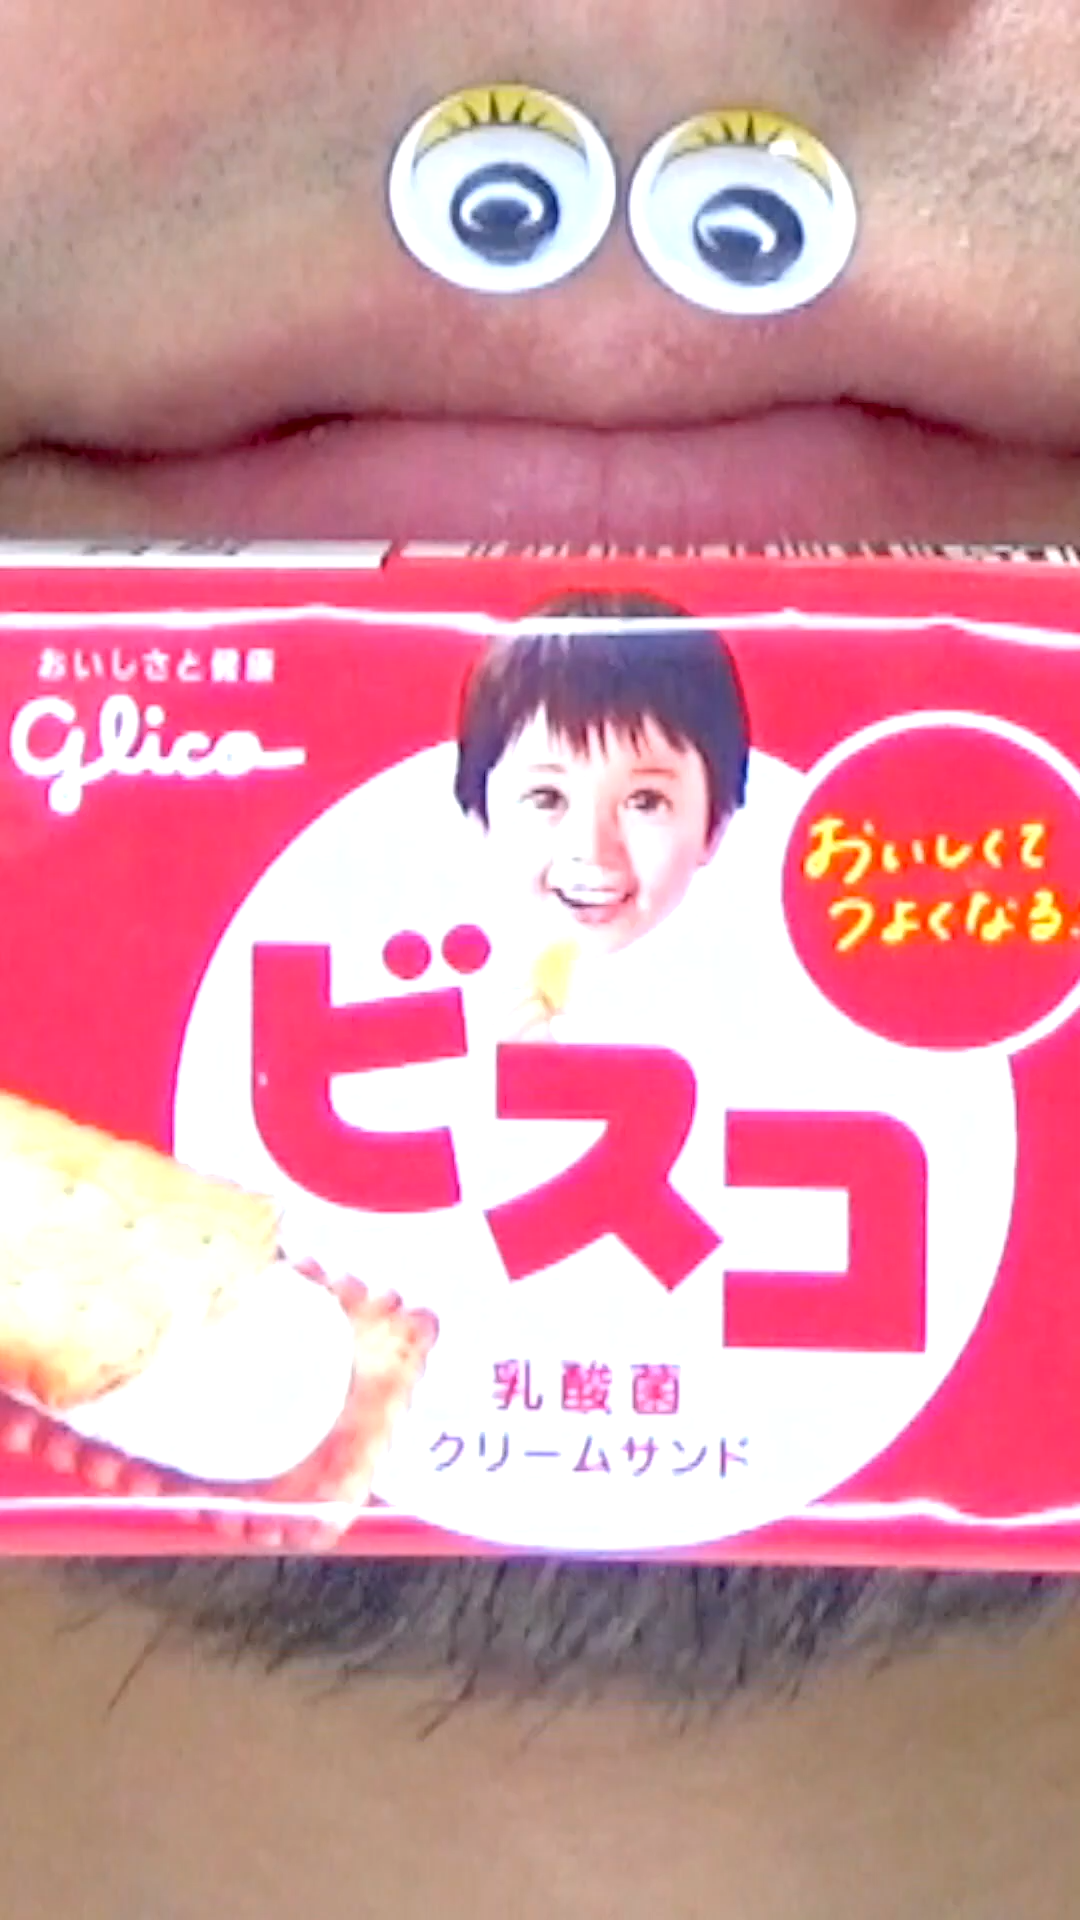 おいしさと健康
glico
おいしくて
つよくなる。
ビスコ
乳酸菌
クリームサンド